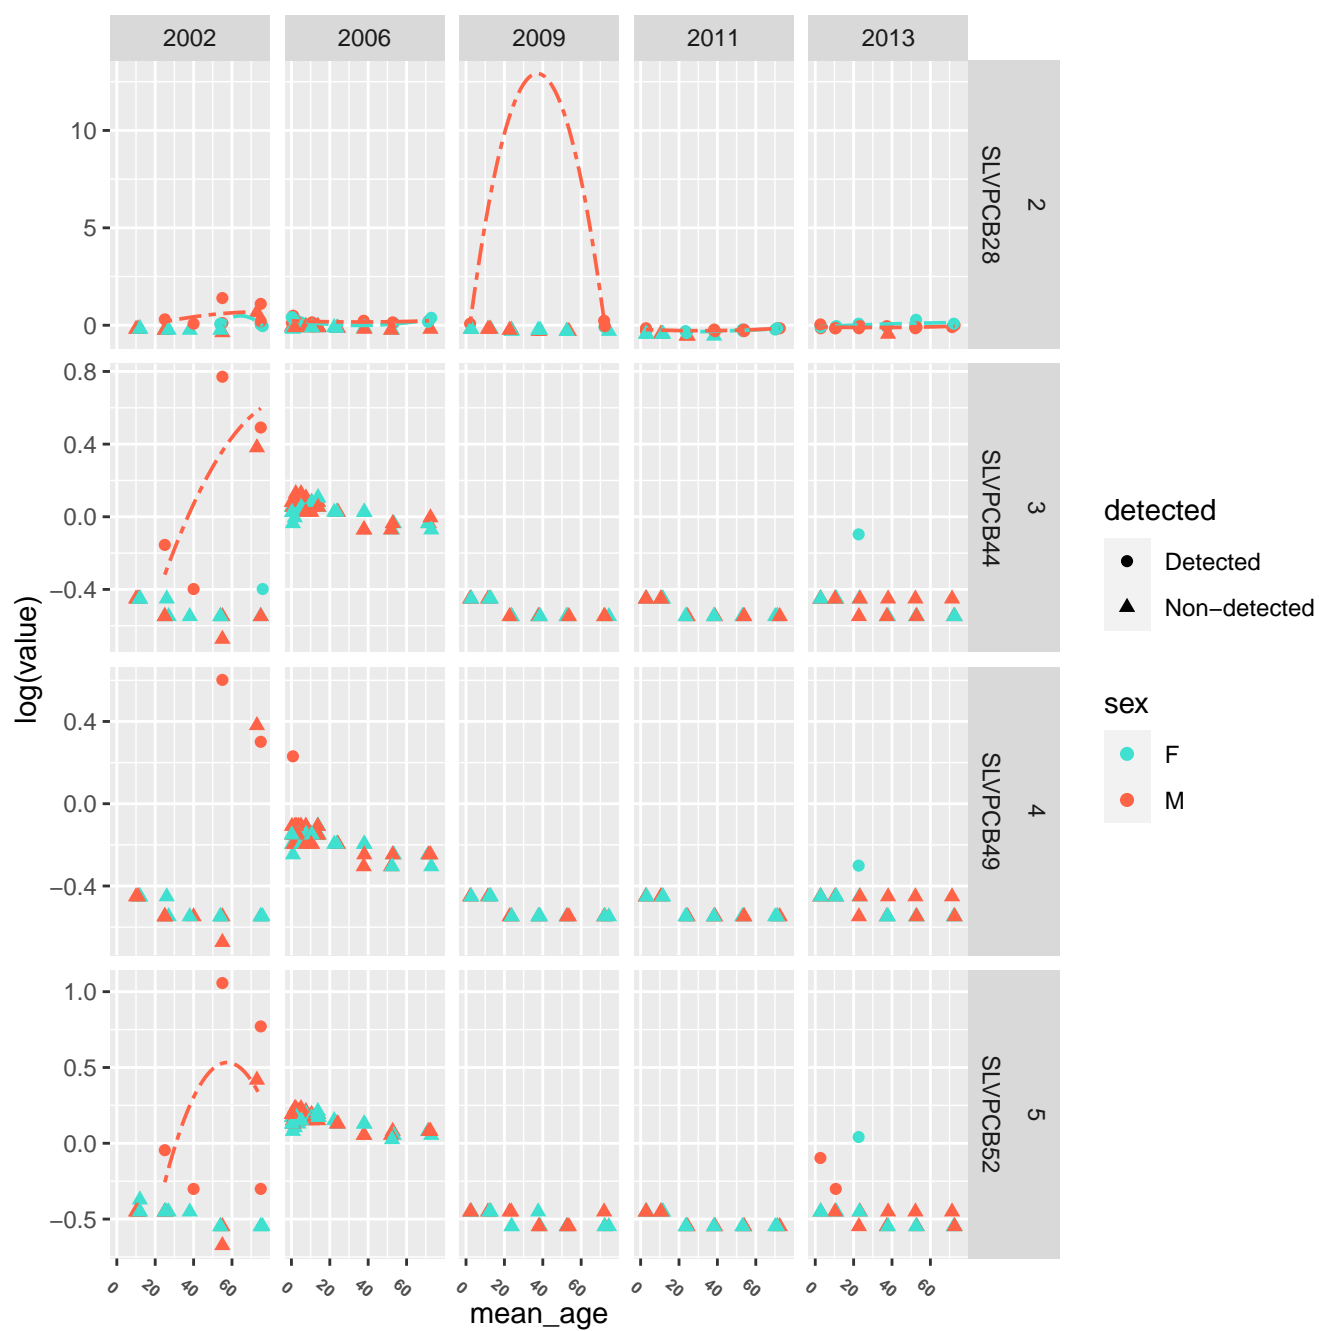 2002 2006 2009 2011 2013
10
5
0
SLVPCB28
2
0.8
0.4
0.0
−0.4
SLVPCB44
3
0.4
0.0
−0.4
SLVPCB49
4
1.0
0.5
0.0
−0.5
SLVPCB52
5
0 20 40 60 0 20 40 60 0 20 40 60 0 20 40 60 0 20 40 60
mean_age
log(value)
detected
Detected
Non−detected
sex
F
M